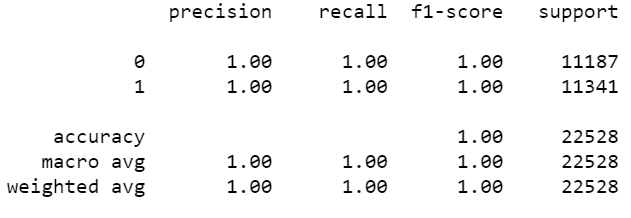 precision recall f1-score support
0 1.00 1.00 1.00 11187
1 1.00 1.00 1.00 11341
accuracy 1.00 22528
macro avg 1.00 1.00 1.00 22528
weighted avg 1.00 1.00 1.00 22528